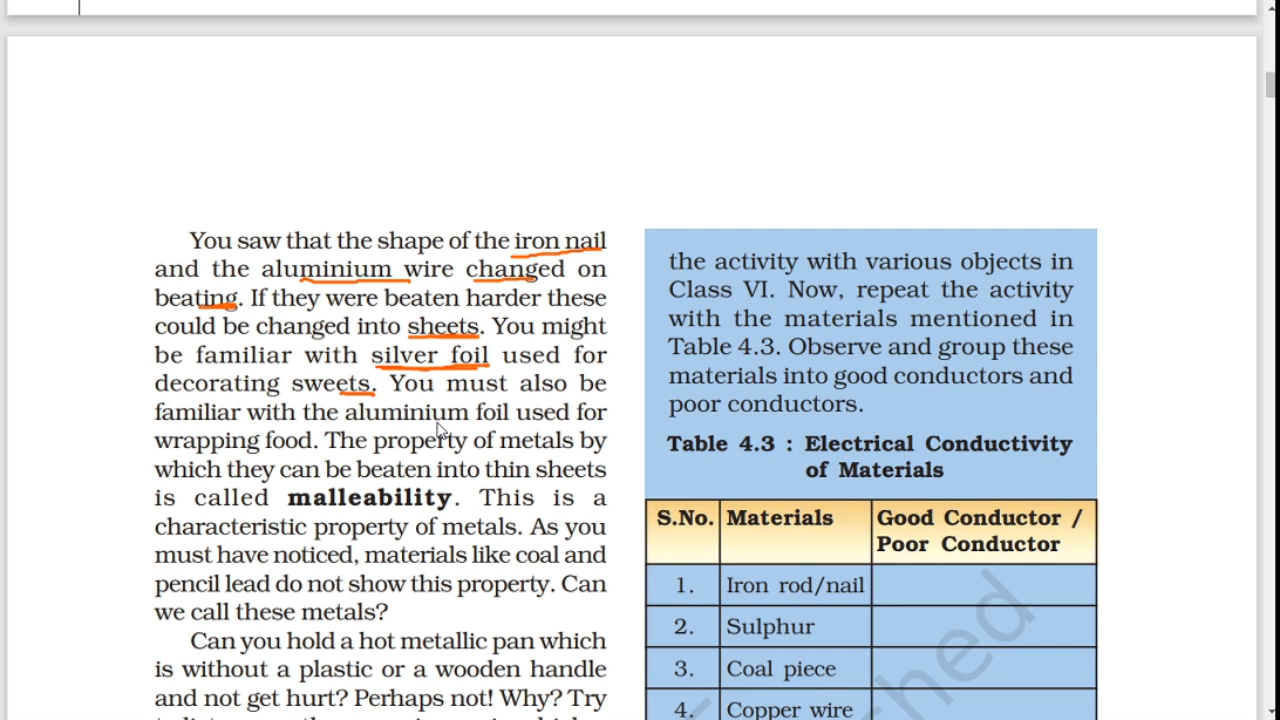 You saw that the shape of the iron nail
and the aluminium wire changed on
beating. If they were beaten harder these
could be changed into sheets. You might
be familiar with silver foil used for
decorating sweets. You must also be
familiar with the aluminium foil used for
wrapping food. The property of metals by
which they can be beaten into thin sheets
is called malleability. This is a
characteristic property of metals. As you
must have noticed, materials like coal and
pencil lead do not show this property. Can
we call these metals?
Can you hold a hot metallic pan which
is without a plastic or a wooden handle
and not get hurt? Perhaps not! Why? Try
the activity with various objects in
Class VI. Now, repeat the activity
with the materials mentioned in
Table 4.3. Observe and group these
materials into good conductors and
poor conductors.
Table 4.3 : Electrical Conductivity
of Materials
S.No. Materials Good Conductor /
Poor Conductor
1. Iron rod/nail
2. Sulphur
3. Coal piece
4. Copper wire